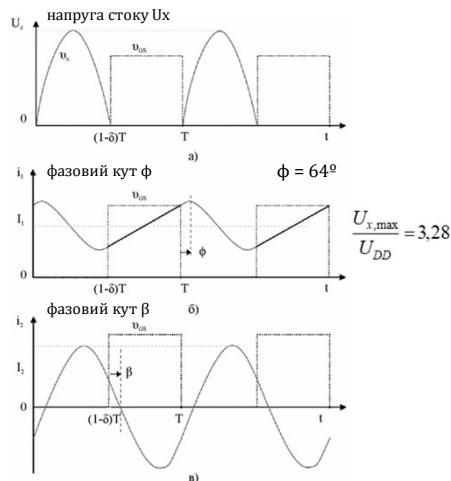 напруга стоку Ux
Uₓ
υₓ
υGS
0
(1-δ)T
T
t
а)
i₁
фазовий кут ϕ
ϕ = 64º
υGS
I₁
ϕ
0
(1-δ)T
T
t
б)
Ux,max / UDD = 3,28
i₂
фазовий кут β
υGS
I₂
β
0
(1-δ)T
T
t
в)